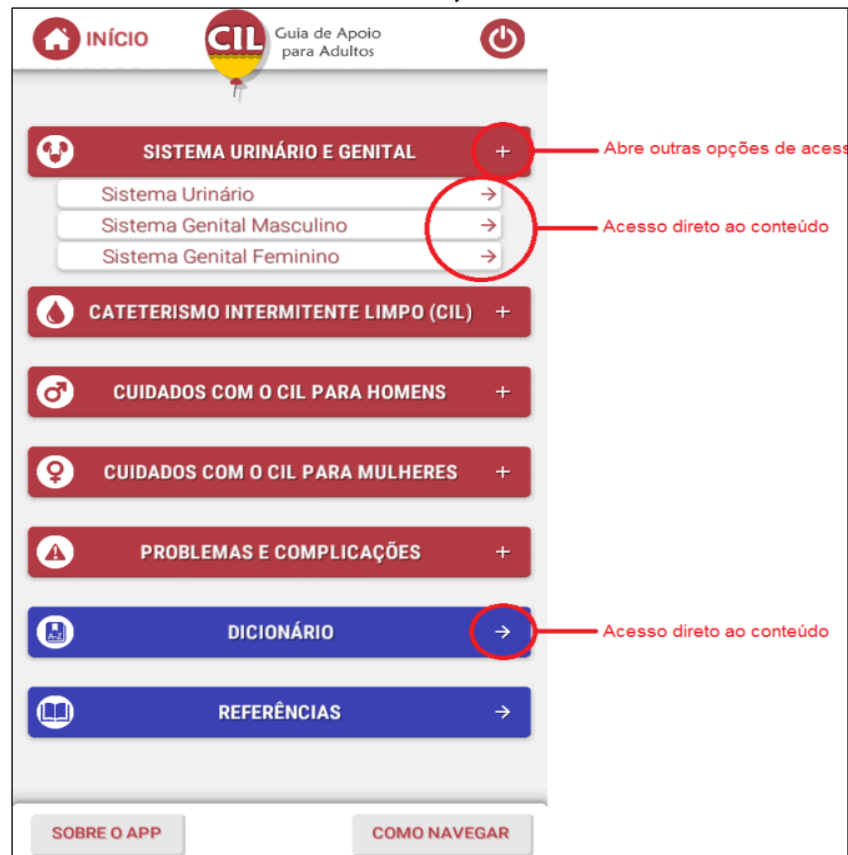 INÍCIO
CIL
Guia de Apoio
para Adultos
SISTEMA URINÁRIO E GENITAL +
Abre outras opções de acess
Sistema Urinário →
Sistema Genital Masculino →
Acesso direto ao conteúdo
Sistema Genital Feminino →
CATETERISMO INTERMITENTE LIMPO (CIL) +
CUIDADOS COM O CIL PARA HOMENS +
CUIDADOS COM O CIL PARA MULHERES +
PROBLEMAS E COMPLICAÇÕES +
A-Z
DICIONÁRIO →
Acesso direto ao conteúdo
REFERÊNCIAS →
SOBRE O APP
COMO NAVEGAR